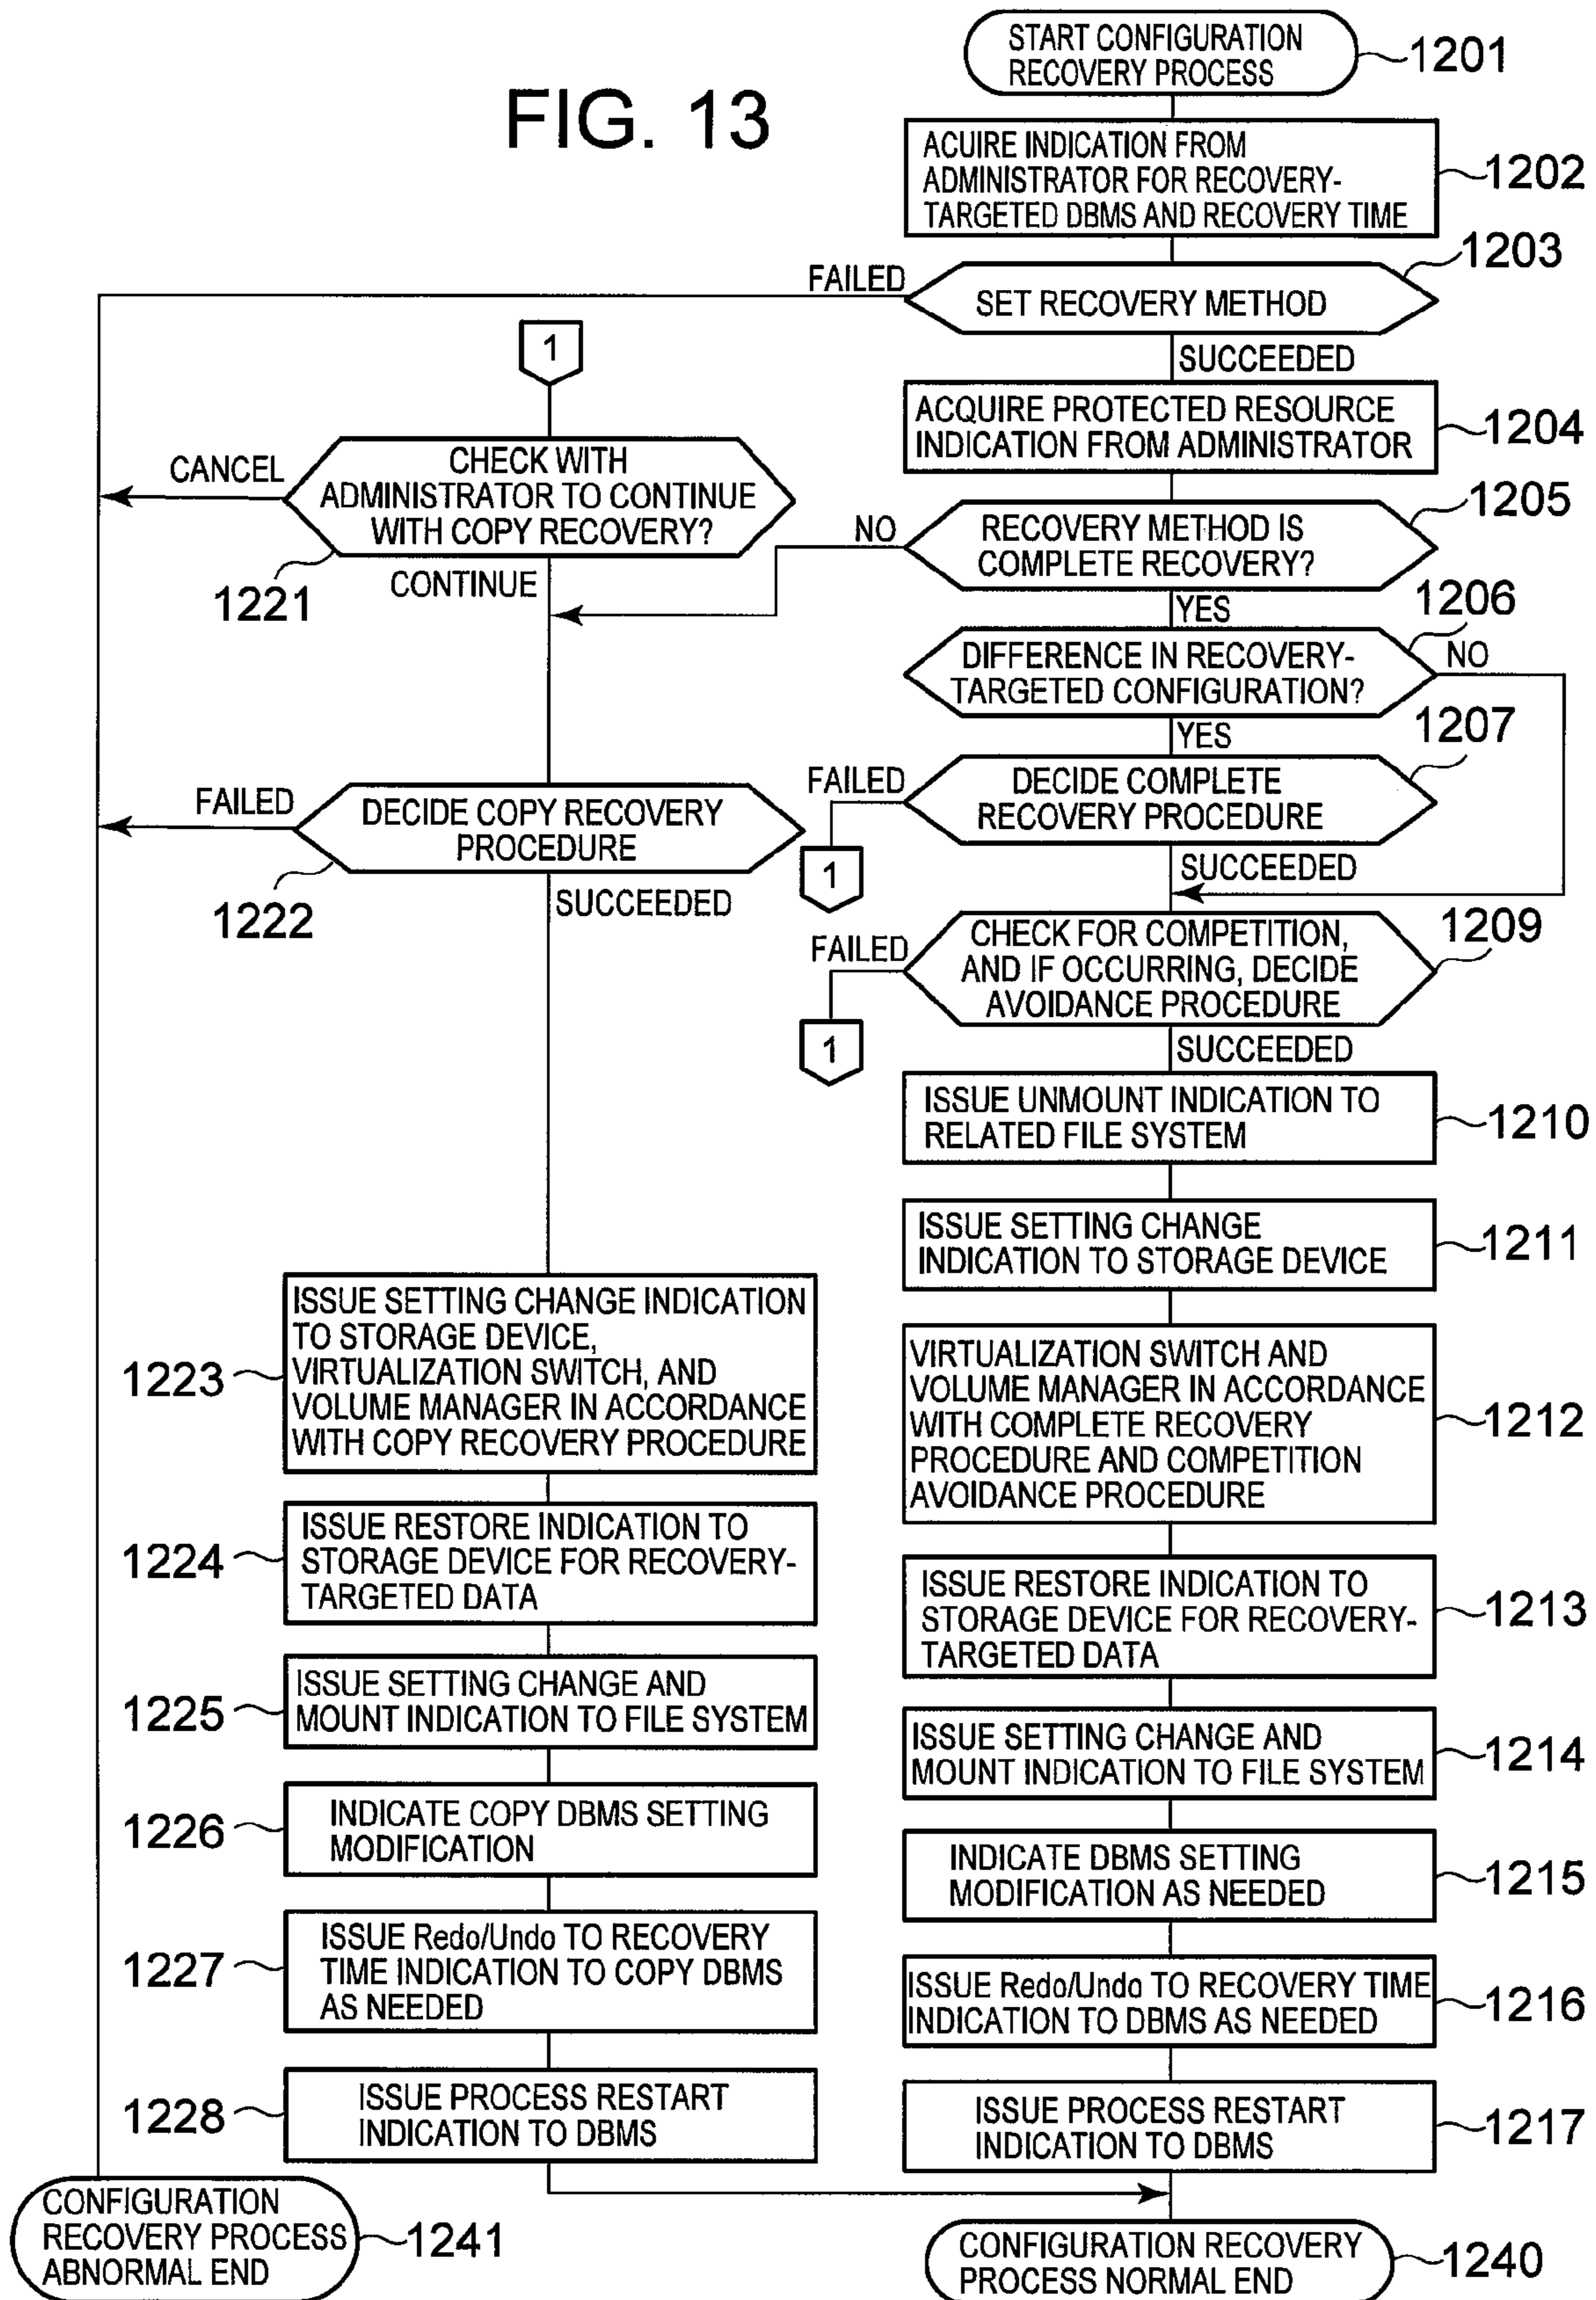 FIG. 13
START CONFIGURATION
RECOVERY PROCESS
1201
ACUIRE INDICATION FROM
ADMINISTRATOR FOR RECOVERY-
TARGETED DBMS AND RECOVERY TIME
1202
FAILED
SET RECOVERY METHOD
1203
SUCCEEDED
ACQUIRE PROTECTED RESOURCE
INDICATION FROM ADMINISTRATOR
1204
NO
RECOVERY METHOD IS
COMPLETE RECOVERY?
1205
YES
DIFFERENCE IN RECOVERY-
TARGETED CONFIGURATION?
1206
NO
YES
FAILED
DECIDE COMPLETE
RECOVERY PROCEDURE
1207
1
SUCCEEDED
FAILED
CHECK FOR COMPETITION,
AND IF OCCURRING, DECIDE
AVOIDANCE PROCEDURE
1209
1
SUCCEEDED
ISSUE UNMOUNT INDICATION TO
RELATED FILE SYSTEM
1210
ISSUE SETTING CHANGE
INDICATION TO STORAGE DEVICE
1211
VIRTUALIZATION SWITCH AND
VOLUME MANAGER IN ACCORDANCE
WITH COMPLETE RECOVERY
PROCEDURE AND COMPETITION
AVOIDANCE PROCEDURE
1212
ISSUE RESTORE INDICATION TO
STORAGE DEVICE FOR RECOVERY-
TARGETED DATA
1213
ISSUE SETTING CHANGE AND
MOUNT INDICATION TO FILE SYSTEM
1214
INDICATE DBMS SETTING
MODIFICATION AS NEEDED
1215
ISSUE Redo/Undo TO RECOVERY TIME
INDICATION TO DBMS AS NEEDED
1216
ISSUE PROCESS RESTART
INDICATION TO DBMS
1217
CONFIGURATION RECOVERY
PROCESS NORMAL END
1240
1
CANCEL
CHECK WITH
ADMINISTRATOR TO CONTINUE
WITH COPY RECOVERY?
1221
CONTINUE
FAILED
DECIDE COPY RECOVERY
PROCEDURE
1222
SUCCEEDED
ISSUE SETTING CHANGE INDICATION
TO STORAGE DEVICE,
VIRTUALIZATION SWITCH, AND
VOLUME MANAGER IN ACCORDANCE
WITH COPY RECOVERY PROCEDURE
1223
ISSUE RESTORE INDICATION TO
STORAGE DEVICE FOR RECOVERY-
TARGETED DATA
1224
ISSUE SETTING CHANGE AND
MOUNT INDICATION TO FILE SYSTEM
1225
INDICATE COPY DBMS SETTING
MODIFICATION
1226
ISSUE Redo/Undo TO RECOVERY
TIME INDICATION TO COPY DBMS
AS NEEDED
1227
ISSUE PROCESS RESTART
INDICATION TO DBMS
1228
CONFIGURATION
RECOVERY PROCESS
ABNORMAL END
1241